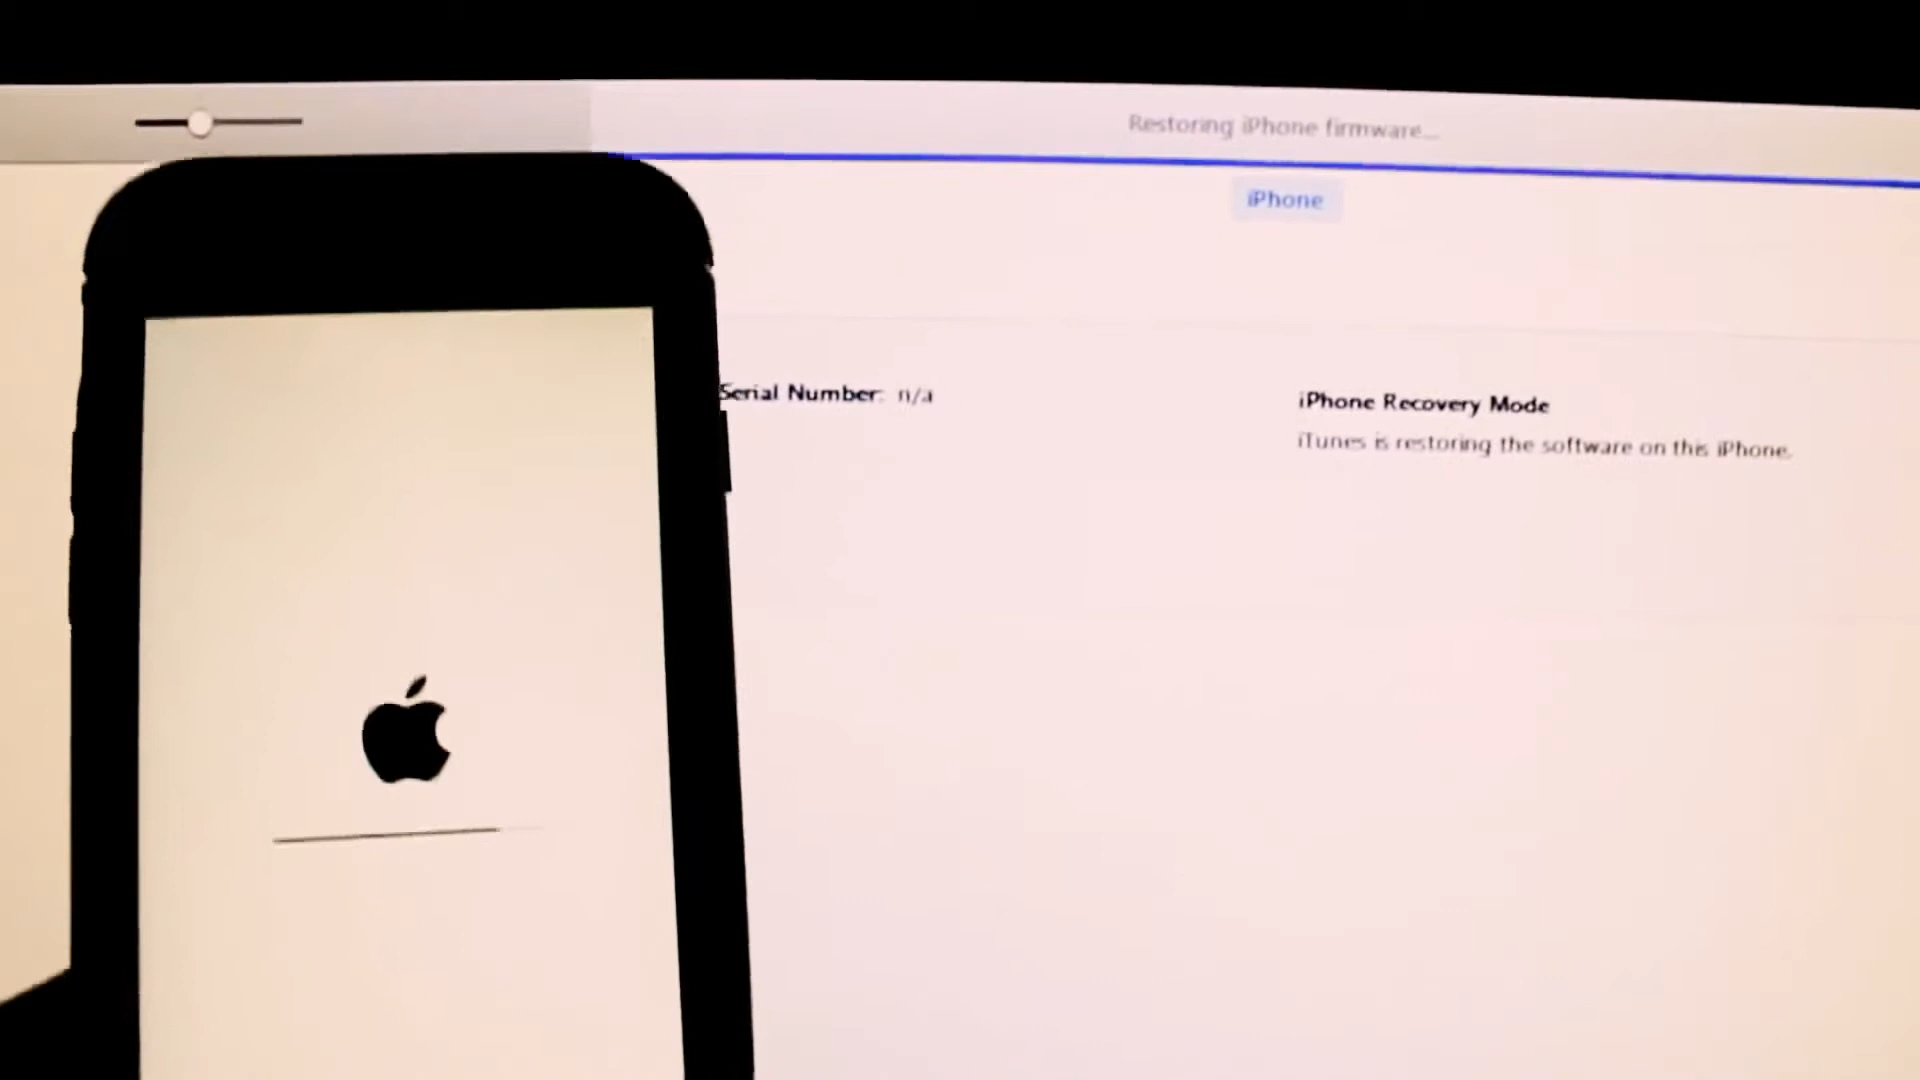 Restoring iPhone firmware...
iPhone
Serial Number: n/a
iPhone Recovery Mode
iTunes is restoring the software on this iPhone.